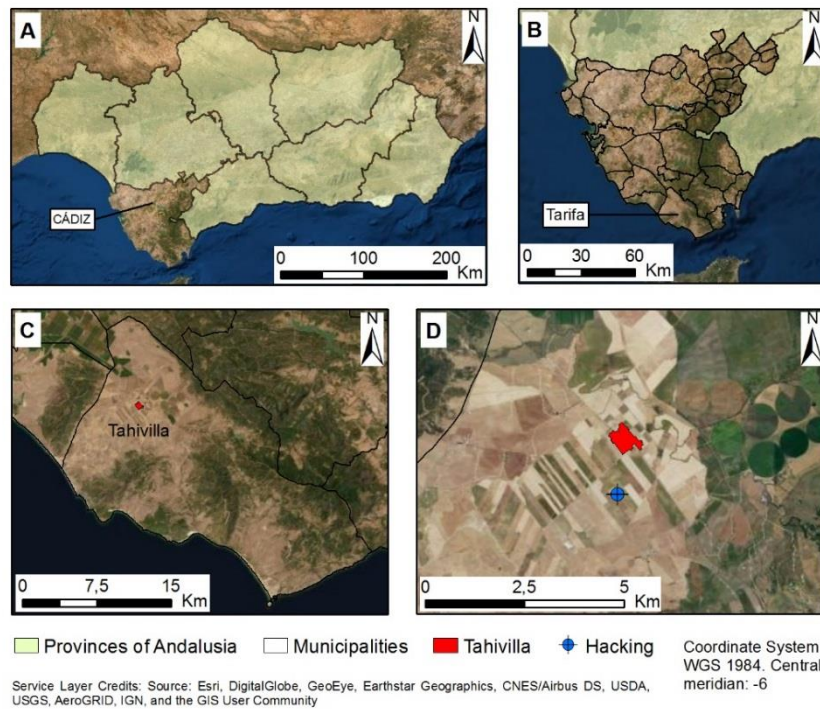 A
N
CÁDIZ
0 100 200
Km
B
N
Tarifa
0 30 60
Km
C
N
Tahivilla
0 7,5 15
Km
D
N
0 2,5 5
Km
Provinces of Andalusia Municipalities Tahivilla Hacking
Coordinate System
WGS 1984. Central
meridian: -6
Service Layer Credits: Source: Esri, DigitalGlobe, GeoEye, Earthstar Geographics, CNES/Airbus DS, USDA,
USGS, AeroGRID, IGN, and the GIS User Community